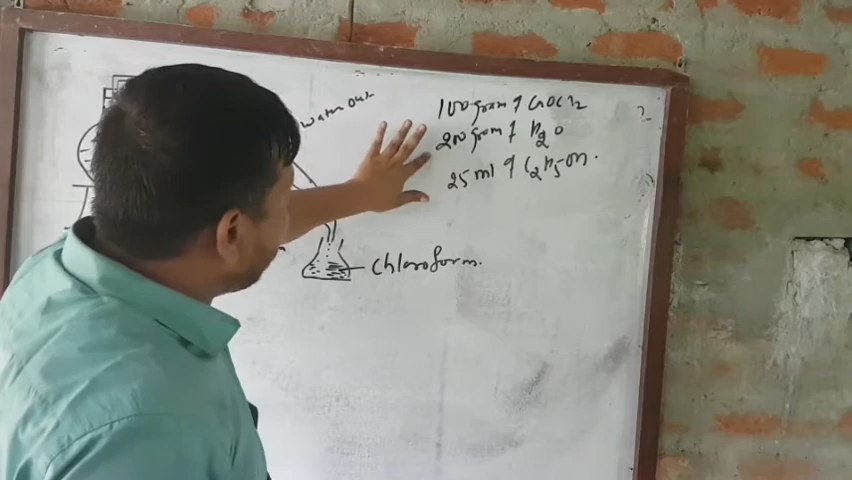 water out
100 gram of CaOCl2
200 gram of H2O
25 ml of C2H5OH.
Chloroform.